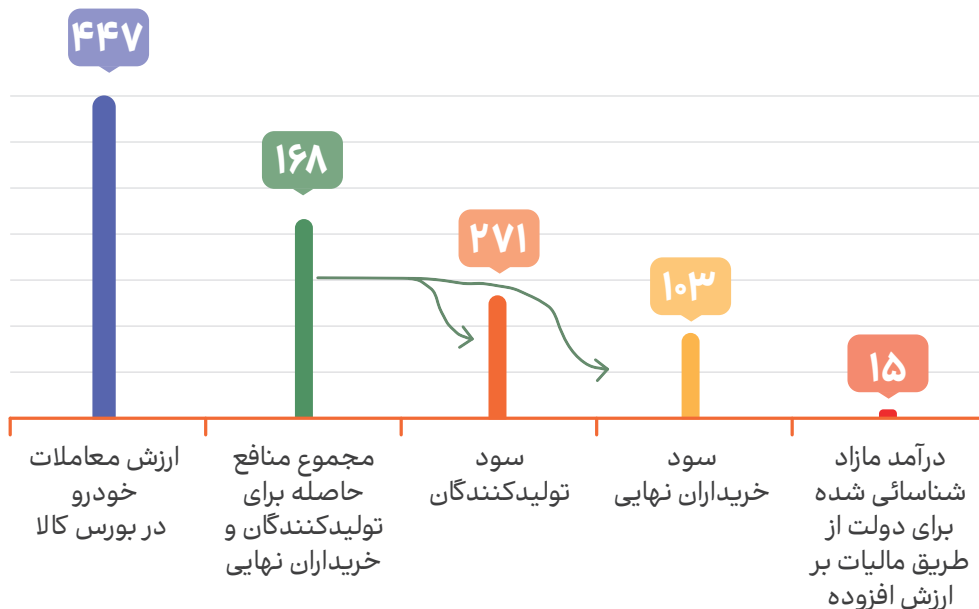 ۴۴۷
۱۶۸
۲۷۱
۱۰۳
۱۵
ارزش معاملات
خودرو
در بورس کالا
مجموع منافع
حاصله برای
تولیدکنندگان و
خریداران نهایی
سود
تولیدکنندگان
سود
خریداران نهایی
درآمد مازاد
شناسائی شده
برای دولت از
طریق مالیات بر
ارزش افزوده